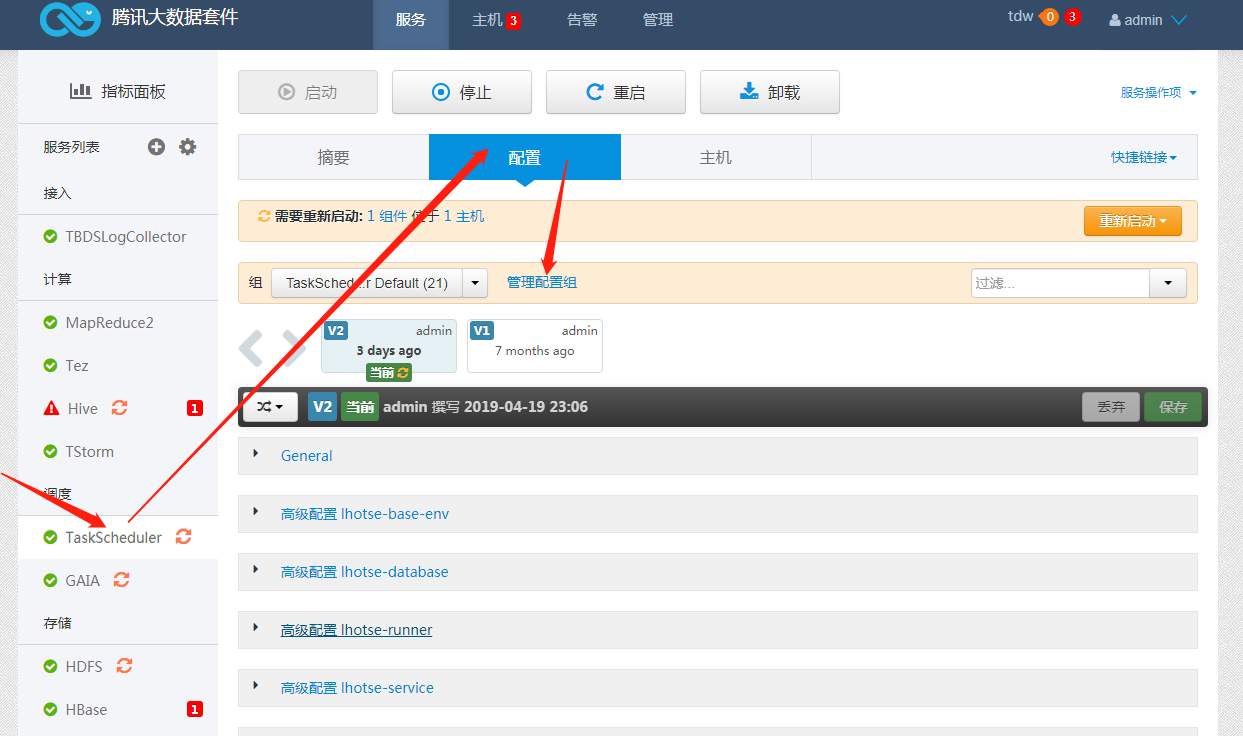 腾讯大数据套件
服务
主机 3
告警
管理
tdw 0 3
admin
指标面板
服务列表
接入
TBDSLogCollector
计算
MapReduce2
Tez
Hive 1
TStorm
调度
TaskScheduler
GAIA
存储
HDFS
HBase 1
启动
停止
重启
卸载
服务操作项
摘要
配置
主机
快捷链接
需要重新启动: 1 组件 位于 1 主机
重新启动
组
TaskScheduler Default (21)
管理配置组
过滤...
V2 admin
3 days ago
当前
V1 admin
7 months ago
V2 当前 admin 撰写 2019-04-19 23:06
丢弃
保存
General
高级配置 lhotse-base-env
高级配置 lhotse-database
高级配置 lhotse-runner
高级配置 lhotse-service